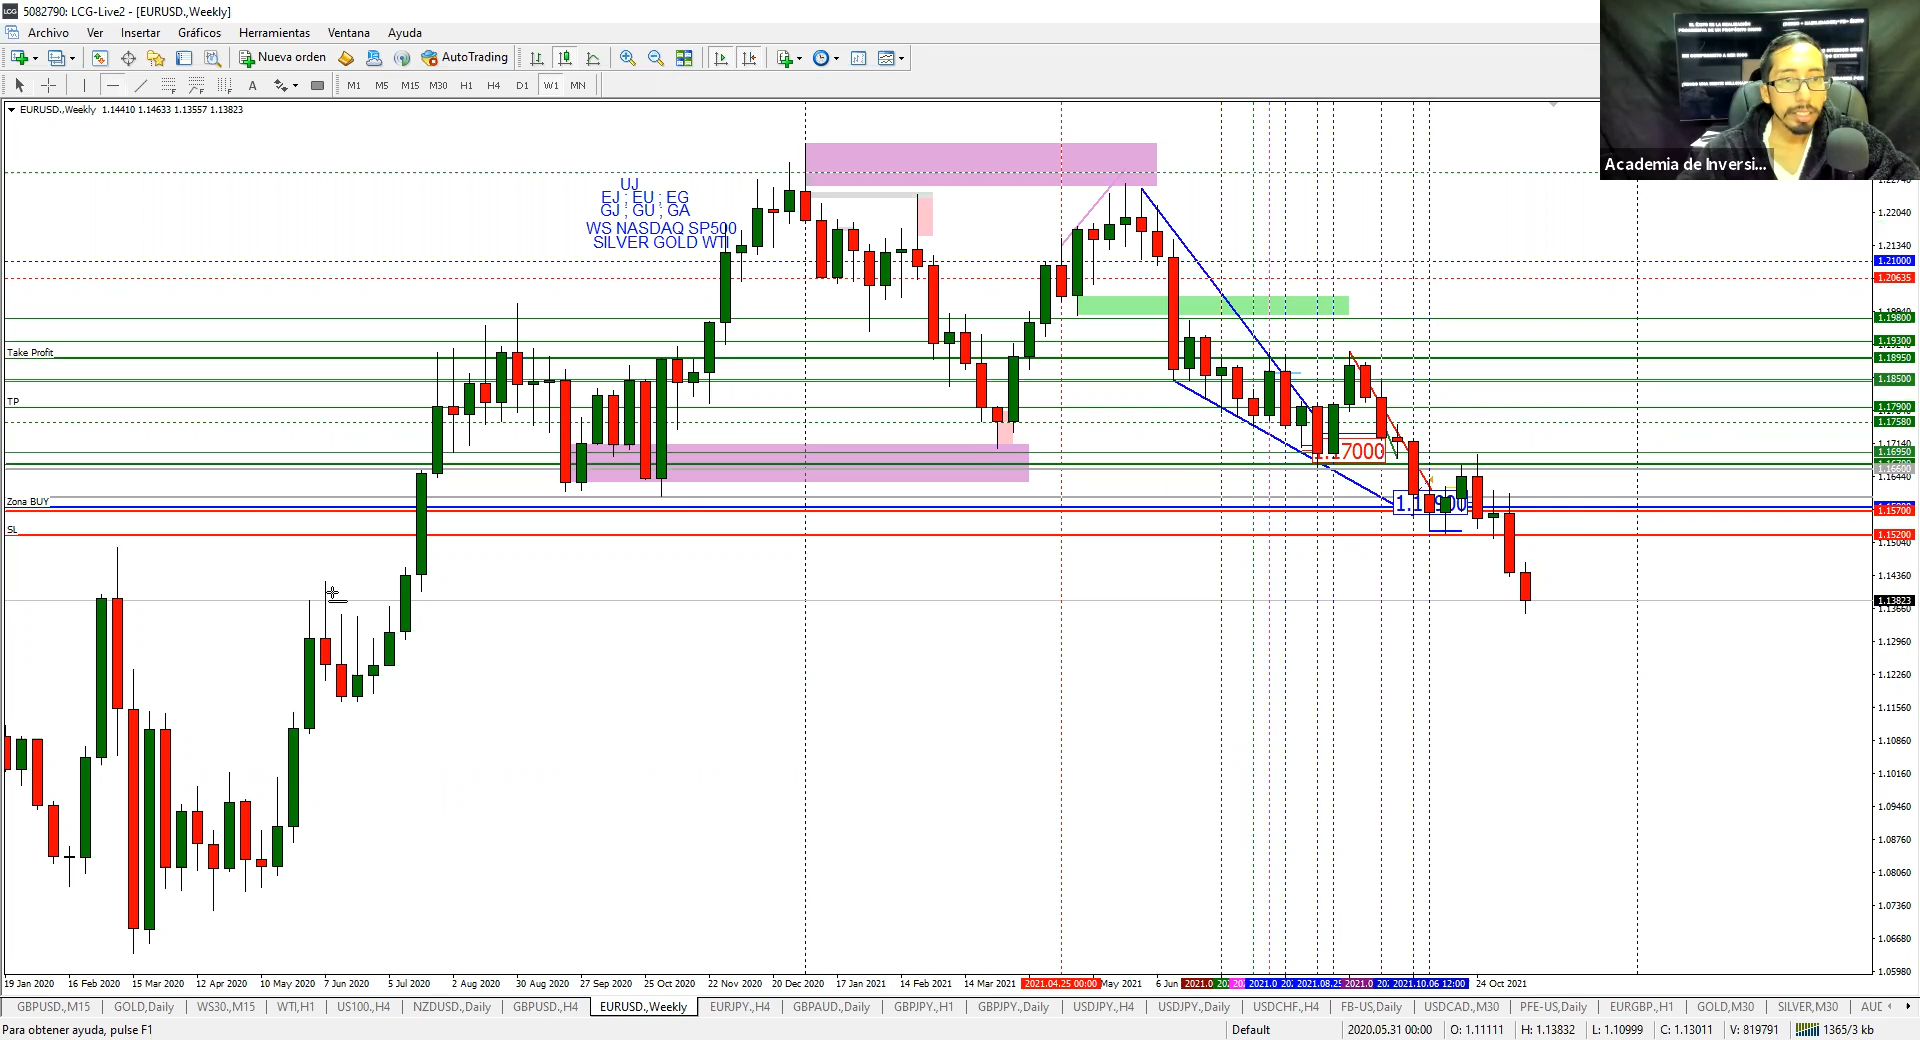 5082790: LCG-Live2 - [EURUSD.,Weekly]
Archivo Ver Insertar Gráficos Herramientas Ventana Ayuda
Nueva orden AutoTrading
A M1 M5 M15 M30 H1 H4 D1 W1 MN
EURUSD.,Weekly 1.14410 1.14633 1.13557 1.13823
Academia de Inversi...
UJ
EJ ; EU ; EG
GJ ; GU ; GA
WS NASDAQ SP500
SILVER GOLD WTI
Take Profit
TP
Zona BUY
SL
1.17000
1.22040
1.21340
1.21000
1.20635
1.19800
1.19300
1.18950
1.18500
1.17900
1.17580
1.17140
1.16950
1.16600
1.16440
1.15700
1.15200
1.15040
1.14360
1.13823
1.13660
1.12960
1.12260
1.11560
1.10860
1.10160
1.09460
1.08760
1.08060
1.07360
1.06680
1.05980
19 Jan 2020 16 Feb 2020 15 Mar 2020 12 Apr 2020 10 May 2020 7 Jun 2020 5 Jul 2020 2 Aug 2020 30 Aug 2020 27 Sep 2020 25 Oct 2020 22 Nov 2020 20 Dec 2020 17 Jan 2021 14 Feb 2021 14 Mar 2021 2021.04.25 00:00 May 2021 6 Jun 2021.10.06 12:00 24 Oct 2021
GBPUSD.,M15 GOLD,Daily WS30.,M15 WTI,H1 US100.,H4 NZDUSD.,Daily GBPUSD.,H4 EURUSD.,Weekly EURJPY.,H4 GBPAUD.,Daily GBPJPY.,H1 GBPJPY.,Daily USDJPY.,H4 USDJPY.,Daily USDCHF.,H4 FB-US,Daily USDCAD.,M30 PFE-US,Daily EURGBP.,H1 GOLD,M30 SILVER,M30
Para obtener ayuda, pulse F1 Default 2020.05.31 00:00 O: 1.11111 H: 1.13832 L: 1.10999 C: 1.13011 V: 819791 1365/3 kb